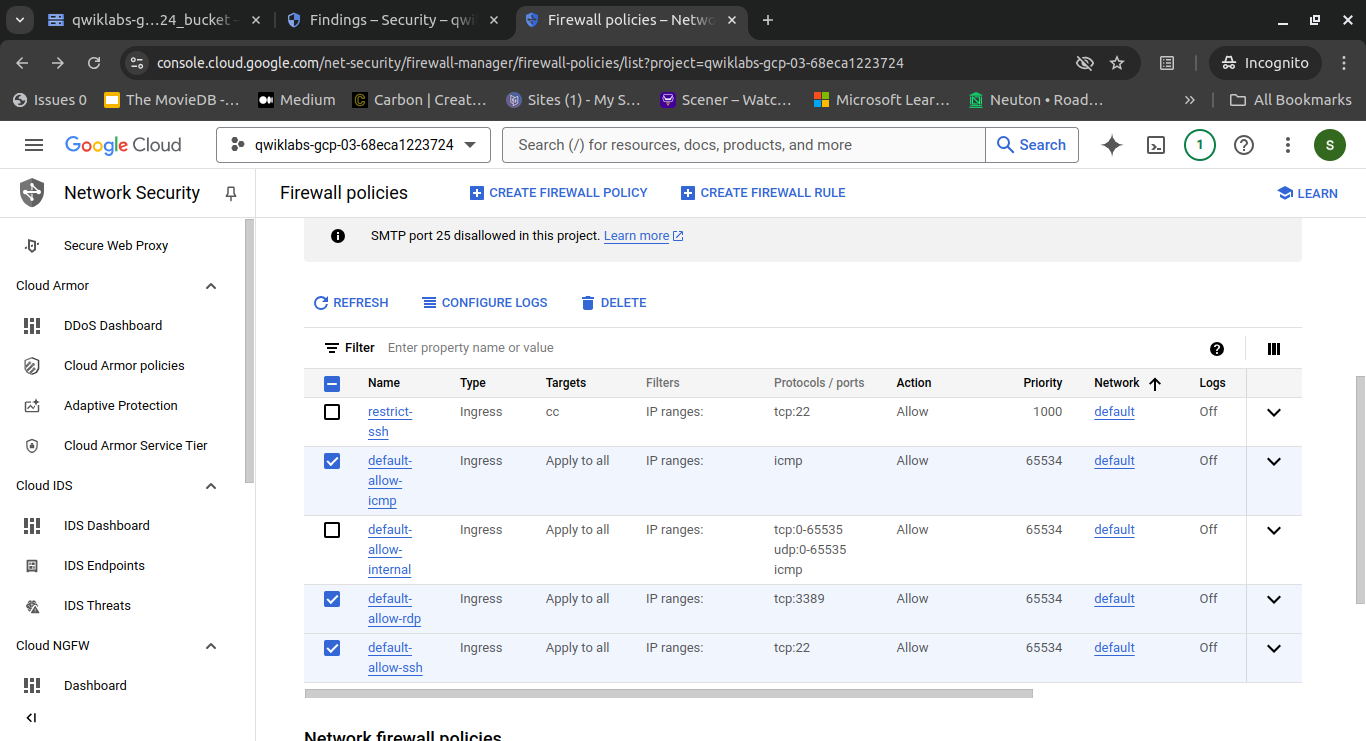 qwiklabs-g…24_bucket –
Findings – Security – qwi
Firewall policies – Netwo
console.cloud.google.com/net-security/firewall-manager/firewall-policies/list?project=qwiklabs-gcp-03-68eca1223724
Incognito
Issues 0
The MovieDB -…
Medium
Carbon | Creat…
Sites (1) - My S…
Scener – Watc…
Microsoft Lear…
Neuton • Road…
»
All Bookmarks
Google Cloud
qwiklabs-gcp-03-68eca1223724
Search (/) for resources, docs, products, and more
Search
1
S
Network Security
Firewall policies
CREATE FIREWALL POLICY
CREATE FIREWALL RULE
LEARN
Secure Web Proxy
Cloud Armor
DDoS Dashboard
Cloud Armor policies
Adaptive Protection
Cloud Armor Service Tier
Cloud IDS
IDS Dashboard
IDS Endpoints
IDS Threats
Cloud NGFW
Dashboard
SMTP port 25 disallowed in this project. Learn more
REFRESH
CONFIGURE LOGS
DELETE
Filter Enter property name or value
Name Type Targets Filters Protocols / ports Action Priority Network Logs
restrict- Ingress cc IP ranges: tcp:22 Allow 1000 default Off
ssh
default- Ingress Apply to all IP ranges: icmp Allow 65534 default Off
allow-
icmp
default- Ingress Apply to all IP ranges: tcp:0-65535 Allow 65534 default Off
allow- udp:0-65535
internal icmp
default- Ingress Apply to all IP ranges: tcp:3389 Allow 65534 default Off
allow-rdp
default- Ingress Apply to all IP ranges: tcp:22 Allow 65534 default Off
allow-ssh
Network firewall policies